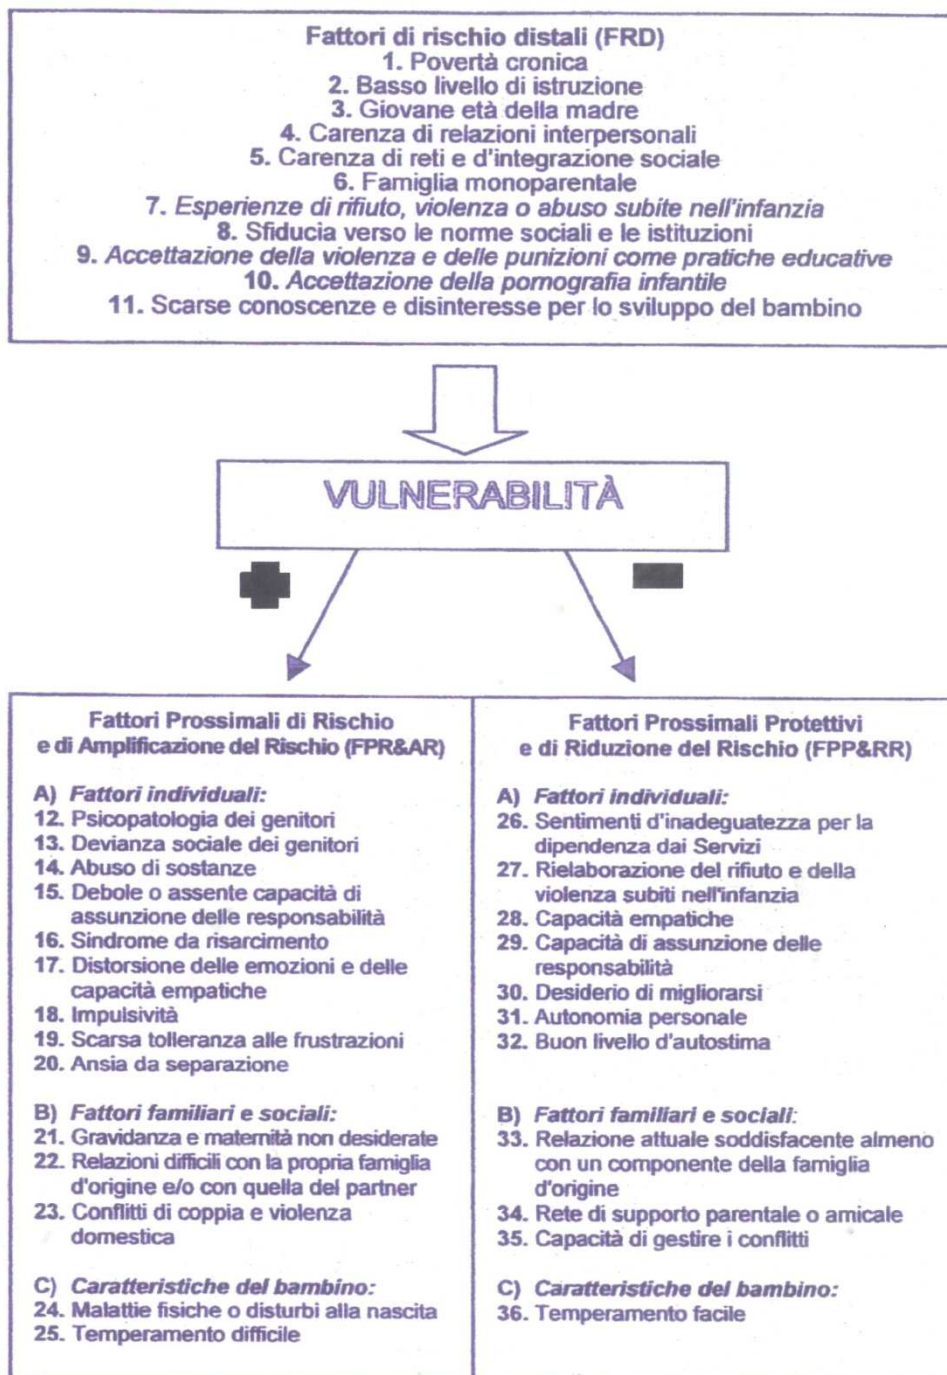 Fattori di rischio distali (FRD)
1. Povertà cronica
2. Basso livello di istruzione
3. Giovane età della madre
4. Carenza di relazioni interpersonali
5. Carenza di reti e d'integrazione sociale
6. Famiglia monoparentale
7. Esperienze di rifiuto, violenza o abuso subite nell'infanzia
8. Sfiducia verso le norme sociali e le istituzioni
9. Accettazione della violenza e delle punizioni come pratiche educative
10. Accettazione della pornografia infantile
11. Scarse conoscenze e disinteresse per lo sviluppo del bambino
VULNERABILITÀ
Fattori Prossimali di Rischio
e di Amplificazione del Rischio (FPR&AR)
A) Fattori individuali:
12. Psicopatologia dei genitori
13. Devianza sociale dei genitori
14. Abuso di sostanze
15. Debole o assente capacità di
assunzione delle responsabilità
16. Sindrome da risarcimento
17. Distorsione delle emozioni e delle
capacità empatiche
18. Impulsività
19. Scarsa tolleranza alle frustrazioni
20. Ansia da separazione
B) Fattori familiari e sociali:
21. Gravidanza e maternità non desiderate
22. Relazioni difficili con la propria famiglia
d'origine e/o con quella del partner
23. Conflitti di coppia e violenza
domestica
C) Caratteristiche del bambino:
24. Malattie fisiche o disturbi alla nascita
25. Temperamento difficile
Fattori Prossimali Protettivi
e di Riduzione del Rischio (FPP&RR)
A) Fattori individuali:
26. Sentimenti d'inadeguatezza per la
dipendenza dai Servizi
27. Rielaborazione del rifiuto e della
violenza subiti nell'infanzia
28. Capacità empatiche
29. Capacità di assunzione delle
responsabilità
30. Desiderio di migliorarsi
31. Autonomia personale
32. Buon livello d'autostima
B) Fattori familiari e sociali:
33. Relazione attuale soddisfacente almeno
con un componente della famiglia
d'origine
34. Rete di supporto parentale o amicale
35. Capacità di gestire i conflitti
C) Caratteristiche del bambino:
36. Temperamento facile